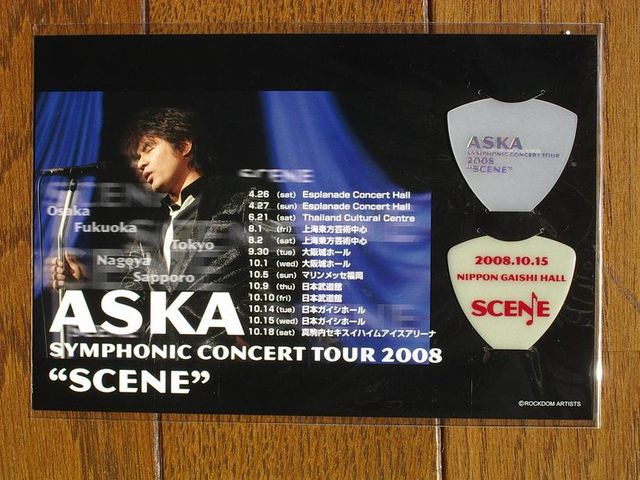 SCENE
Osaka
Fukuoka
Tokyo
Nagoya
Sapporo
4.26 (sat) Esplanade Concert Hall
4.27 (sun) Esplanade Concert Hall
6.21 (sat) Thailand Cultural Centre
8.1 (fri) 上海東方芸術中心
8.2 (sat) 上海東方芸術中心
9.30 (tue) 大阪城ホール
10.1 (wed) 大阪城ホール
10.5 (sun) マリンメッセ福岡
10.9 (thu) 日本武道館
10.10 (fri) 日本武道館
10.14 (tue) 日本ガイシホール
10.15 (wed) 日本ガイシホール
10.18 (sat) 真駒内セキスイハイムアイスアリーナ
ASKA
SYMPHONIC CONCERT TOUR 2008
“SCENE”
ASKA
SYMPHONIC CONCERT TOUR
2008
“SCENE”
2008.10.15
NIPPON GAISHI HALL
SCENE
©ROCKDOM ARTISTS